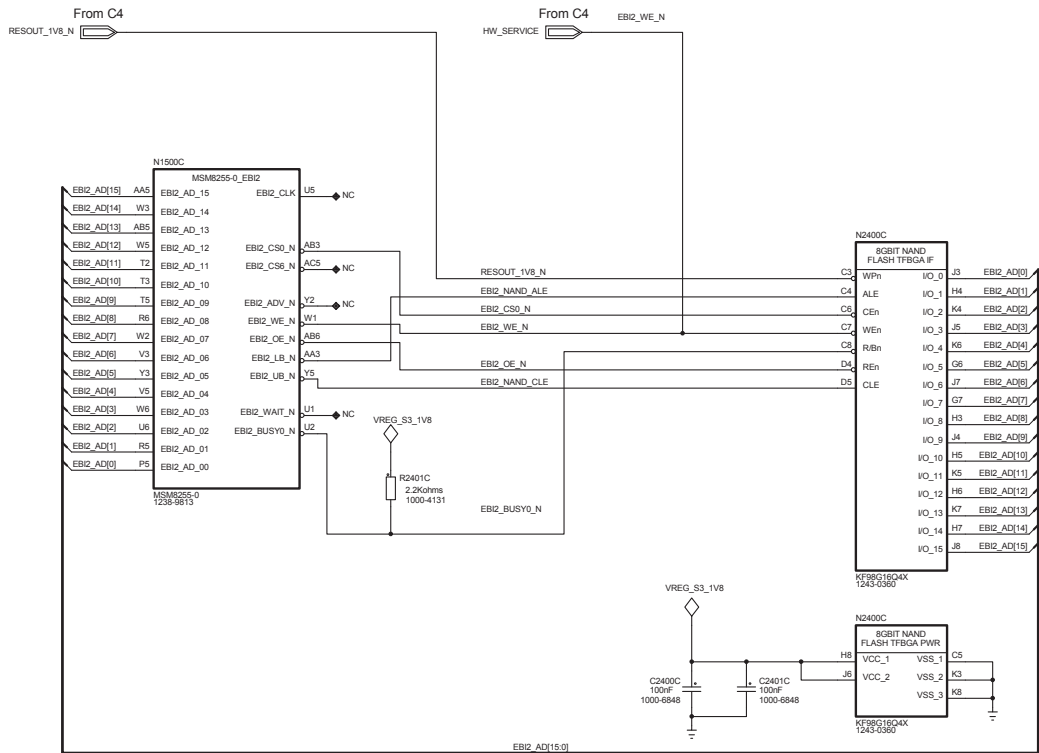 From C4
RESOUT_1V8_N
From C4
HW_SERVICE
EBI2_WE_N
N1500C
MSM8255-0_EBI2
EBI2_AD[15] AA5 EBI2_AD_15
EBI2_AD[14] W3 EBI2_AD_14
EBI2_AD[13] AB5 EBI2_AD_13
EBI2_AD[12] W5 EBI2_AD_12
EBI2_AD[11] T2 EBI2_AD_11
EBI2_AD[10] T3 EBI2_AD_10
EBI2_AD[9] T5 EBI2_AD_09
EBI2_AD[8] R6 EBI2_AD_08
EBI2_AD[7] W2 EBI2_AD_07
EBI2_AD[6] V3 EBI2_AD_06
EBI2_AD[5] Y3 EBI2_AD_05
EBI2_AD[4] V5 EBI2_AD_04
EBI2_AD[3] W6 EBI2_AD_03
EBI2_AD[2] U6 EBI2_AD_02
EBI2_AD[1] R5 EBI2_AD_01
EBI2_AD[0] P5 EBI2_AD_00
EBI2_CLK U5 NC
EBI2_CS0_N AB3
EBI2_CS6_N AC5 NC
EBI2_ADV_N Y2 NC
EBI2_WE_N W1
EBI2_OE_N AB6
EBI2_LB_N AA3
EBI2_UB_N Y5
EBI2_WAIT_N U1 NC
EBI2_BUSY0_N U2
MSM8255-0
1238-9813
VREG_S3_1V8
R2401C
2.2Kohms
1000-4131
RESOUT_1V8_N
EBI2_NAND_ALE
EBI2_CS0_N
EBI2_WE_N
EBI2_OE_N
EBI2_NAND_CLE
EBI2_BUSY0_N
N2400C
8GBIT NAND
FLASH TFBGA IF
C3 WPn
C4 ALE
C6 CEn
C7 WEn
C8 R/Bn
D4 REn
D5 CLE
I/O_0 J3 EBI2_AD[0]
I/O_1 H4 EBI2_AD[1]
I/O_2 K4 EBI2_AD[2]
I/O_3 J5 EBI2_AD[3]
I/O_4 K6 EBI2_AD[4]
I/O_5 G6 EBI2_AD[5]
I/O_6 J7 EBI2_AD[6]
I/O_7 G7 EBI2_AD[7]
I/O_8 H3 EBI2_AD[8]
I/O_9 J4 EBI2_AD[9]
I/O_10 H5 EBI2_AD[10]
I/O_11 K5 EBI2_AD[11]
I/O_12 H6 EBI2_AD[12]
I/O_13 K7 EBI2_AD[13]
I/O_14 H7 EBI2_AD[14]
I/O_15 J8 EBI2_AD[15]
KF98G16Q4X
1243-0360
VREG_S3_1V8
C2400C
100nF
1000-6848
C2401C
100nF
1000-6848
N2400C
8GBIT NAND
FLASH TFBGA PWR
H8 VCC_1 VSS_1 C5
J6 VCC_2 VSS_2 K3
VSS_3 K8
KF98G16Q4X
1243-0360
EBI2_AD[15:0]